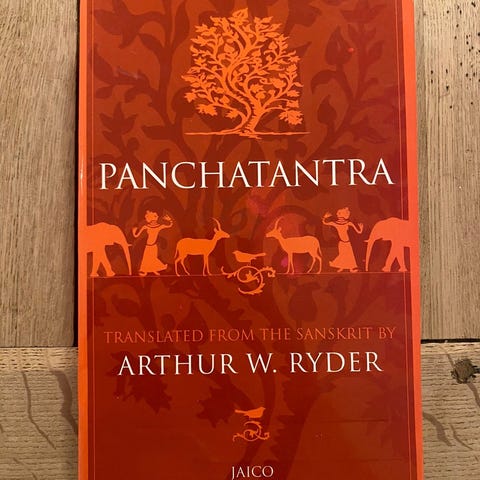 PANCHATANTRA
TRANSLATED FROM THE SANSKRIT BY
ARTHUR W. RYDER
JAICO